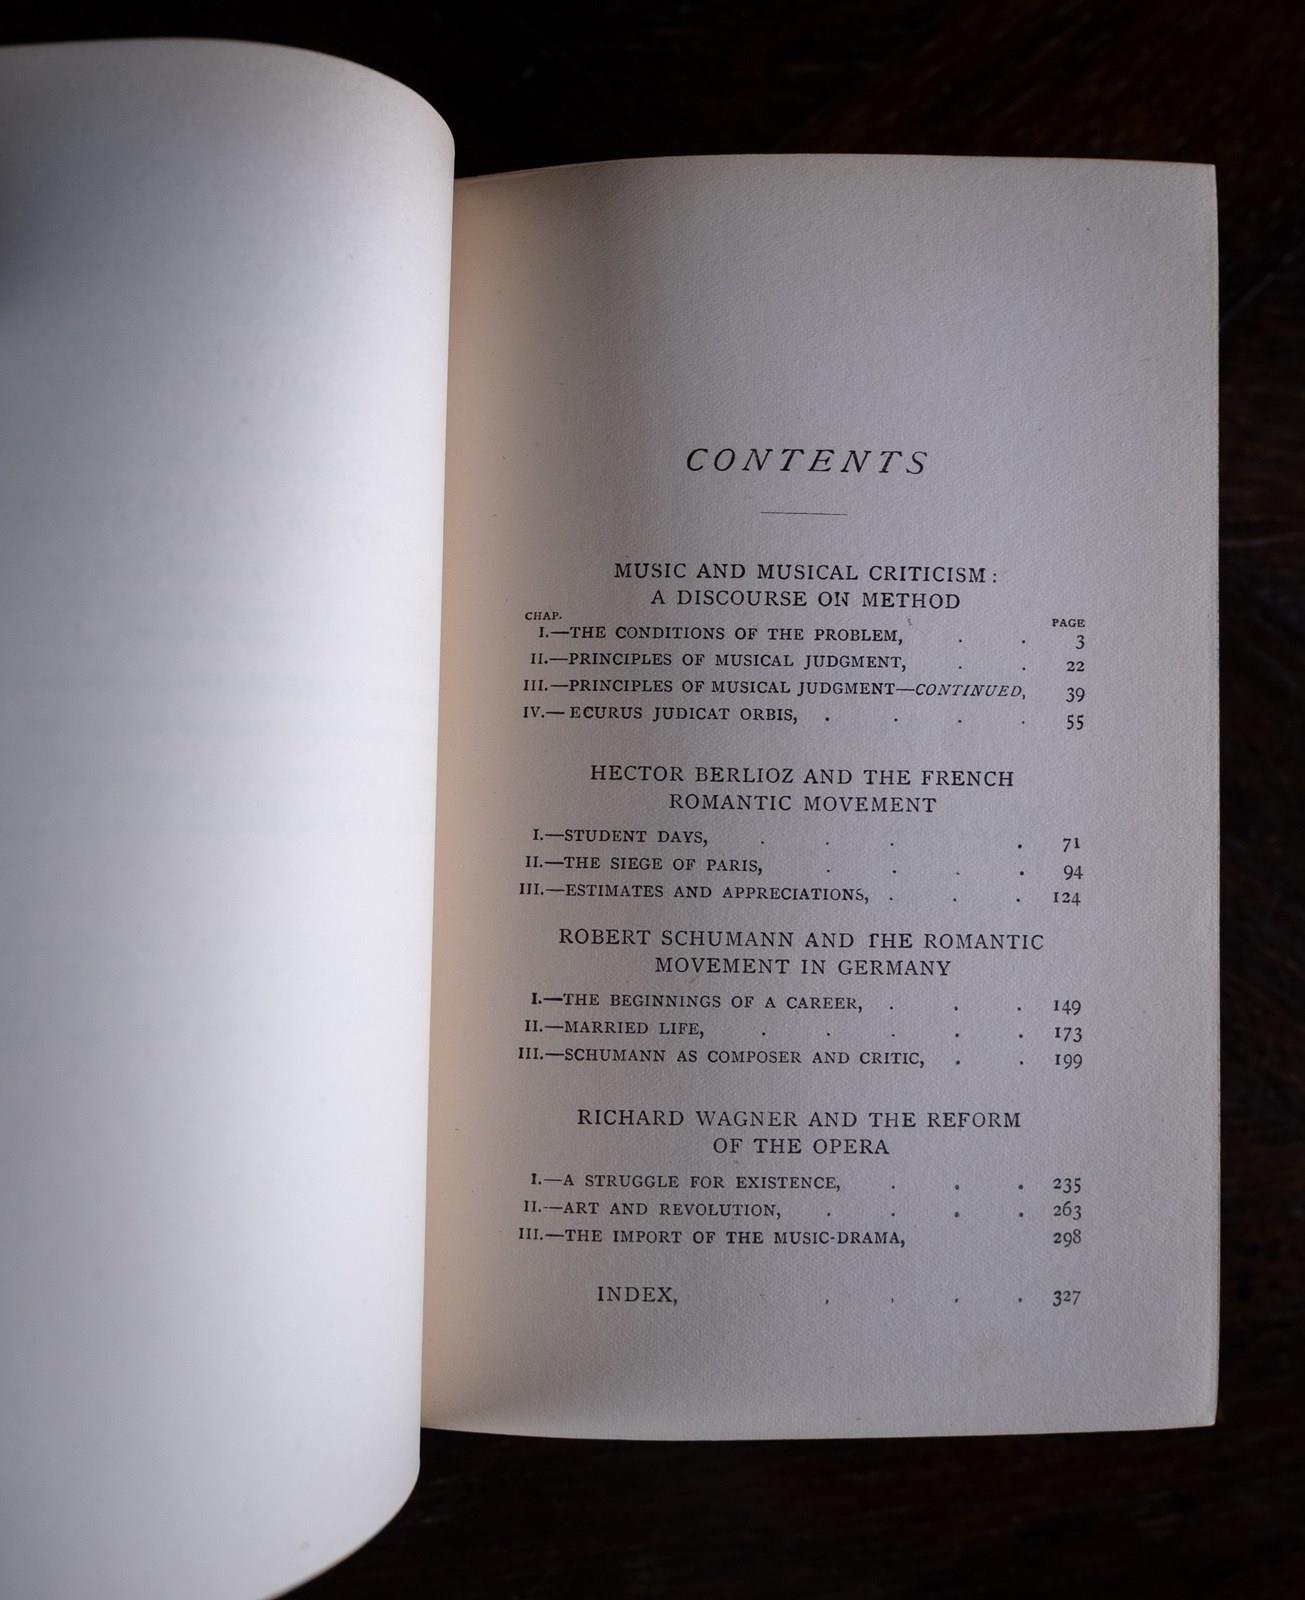 CONTENTS
MUSIC AND MUSICAL CRITICISM:
A DISCOURSE ON METHOD
CHAP. PAGE
I.—THE CONDITIONS OF THE PROBLEM, . . 3
II.—PRINCIPLES OF MUSICAL JUDGMENT, . . 22
III.—PRINCIPLES OF MUSICAL JUDGMENT—CONTINUED, 39
IV.— ECURUS JUDICAT ORBIS, . . . . 55
HECTOR BERLIOZ AND THE FRENCH
ROMANTIC MOVEMENT
I.—STUDENT DAYS, . . . . 71
II.—THE SIEGE OF PARIS, . . . . 94
III.—ESTIMATES AND APPRECIATIONS, . . . 124
ROBERT SCHUMANN AND THE ROMANTIC
MOVEMENT IN GERMANY
I.—THE BEGINNINGS OF A CAREER, . . . 149
II.—MARRIED LIFE, . . . . . 173
III.—SCHUMANN AS COMPOSER AND CRITIC, . . 199
RICHARD WAGNER AND THE REFORM
OF THE OPERA
I.—A STRUGGLE FOR EXISTENCE, . . . 235
II.—ART AND REVOLUTION, . . . . 263
III.—THE IMPORT OF THE MUSIC-DRAMA, 298
INDEX, . . . . 327